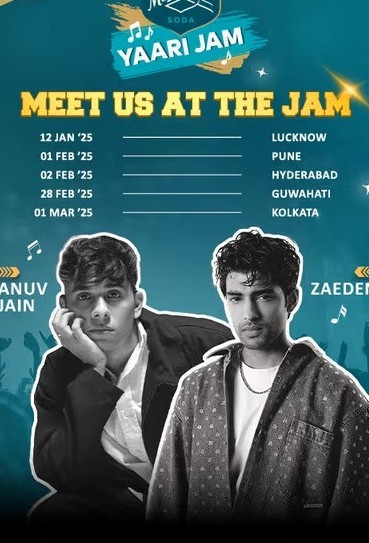 SODA
YAARI JAM
MEET US AT THE JAM
12 JAN '25 LUCKNOW
01 FEB '25 PUNE
02 FEB '25 HYDERABAD
28 FEB '25 GUWAHATI
01 MAR '25 KOLKATA
ANUV
JAIN
ZAEDEN